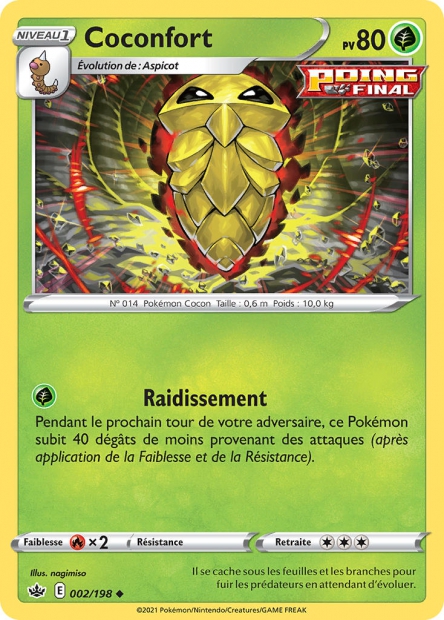 NIVEAU 1
Coconfort
PV 80
Évolution de : Aspicot
POING
FINAL
N° 014 Pokémon Cocon Taille : 0,6 m Poids : 10,0 kg
Raidissement
Pendant le prochain tour de votre adversaire, ce Pokémon
subit 40 dégâts de moins provenant des attaques (après
application de la Faiblesse et de la Résistance).
Faiblesse ×2 Résistance Retraite
Illus. nagimiso
Il se cache sous les feuilles et les branches pour
fuir les prédateurs en attendant d'évoluer.
E 002/198
©2021 Pokémon/Nintendo/Creatures/GAME FREAK